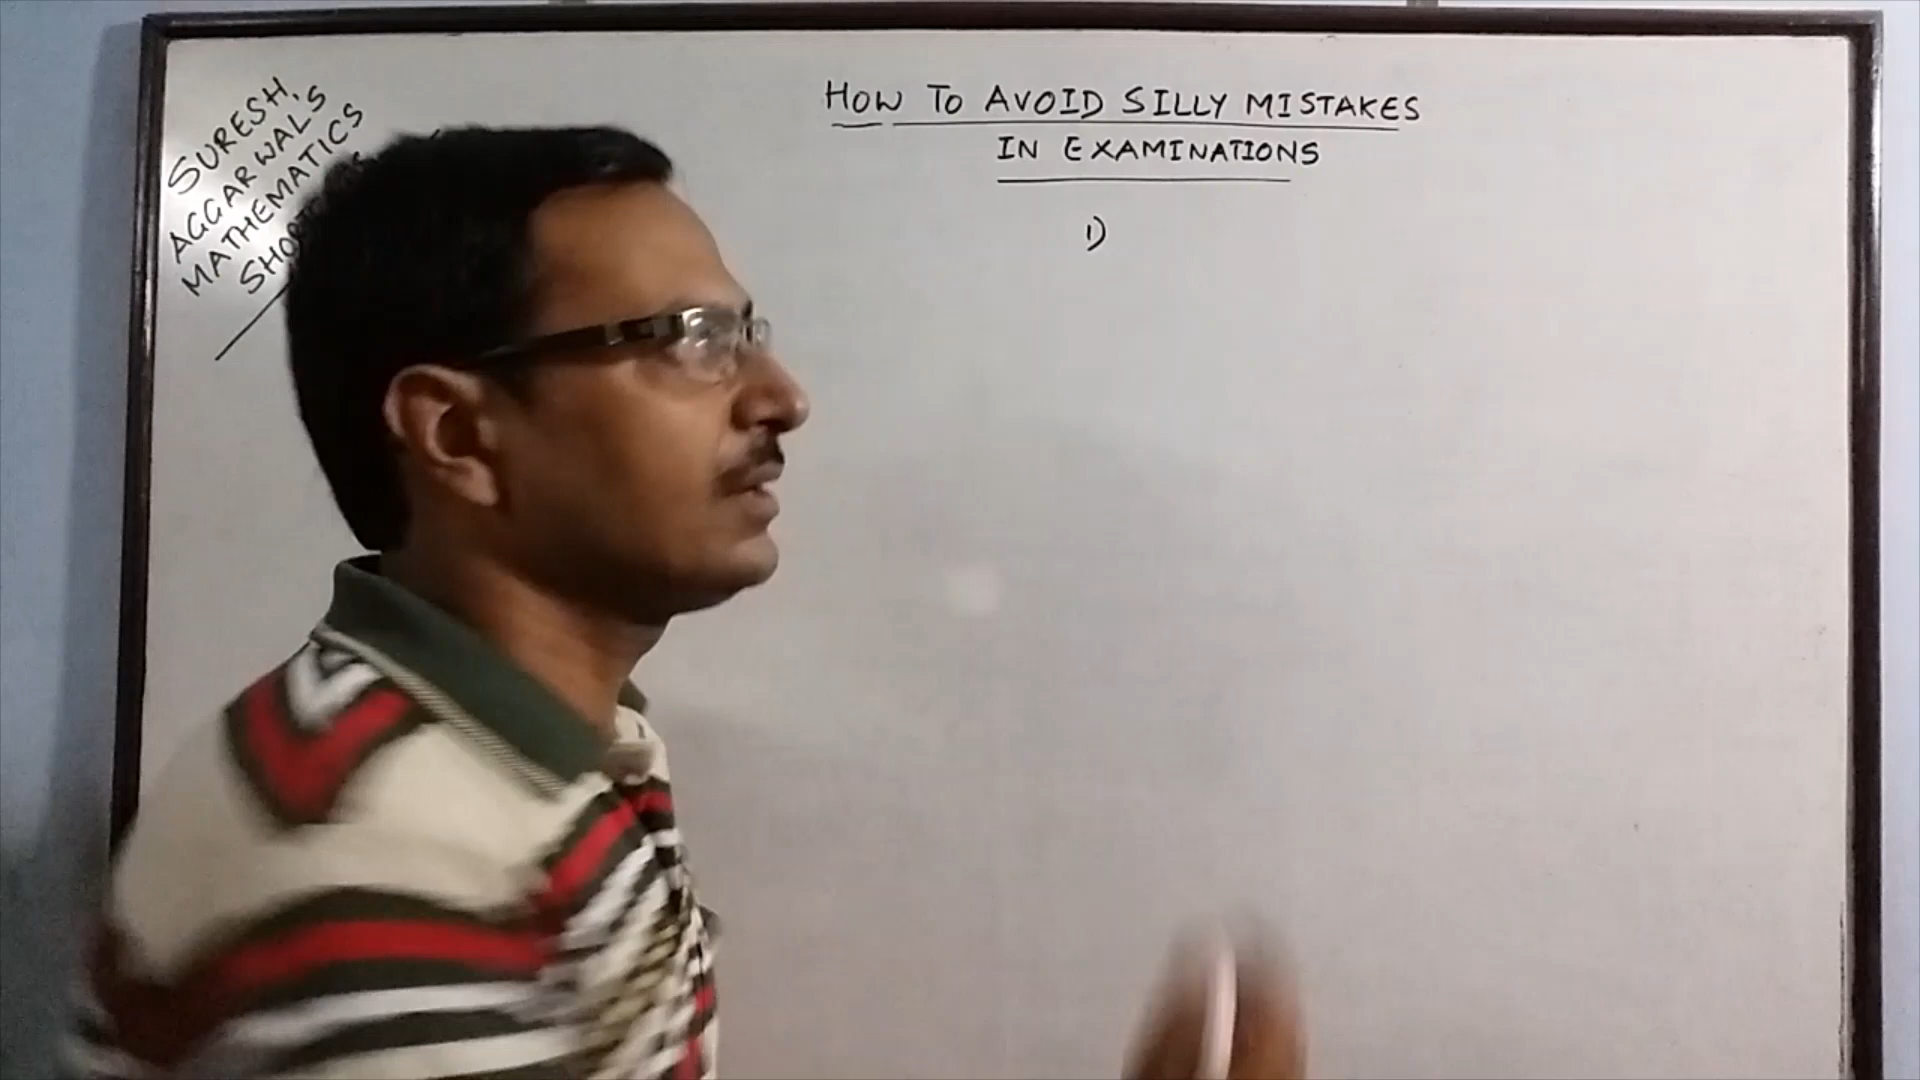 SURESH
AGGARWAL'S
MATHEMATICS
HOW TO AVOID SILLY MISTAKES
IN EXAMINATIONS
1)